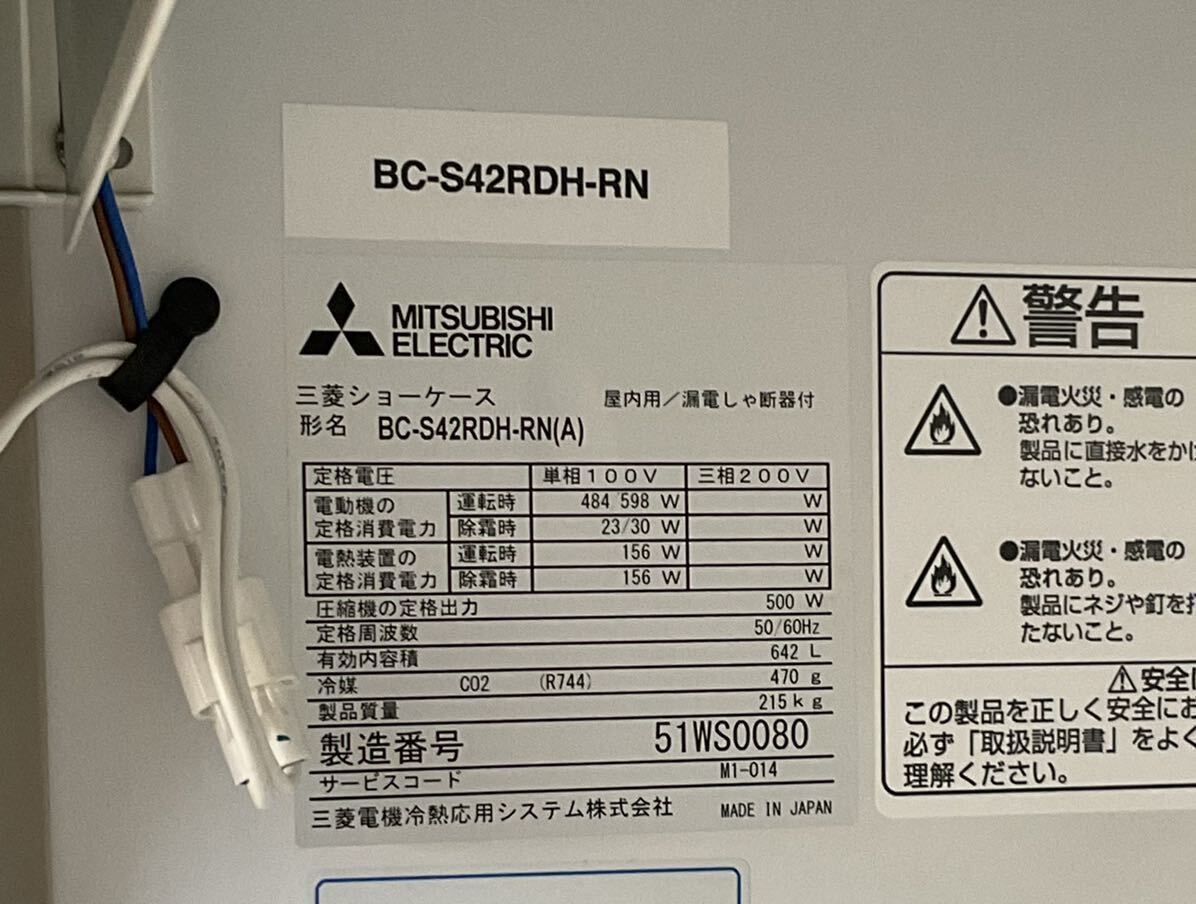 BC-S42RDH-RN
MITSUBISHI
ELECTRIC
三菱ショーケース 屋内用／漏電しゃ断器付
形名 BC-S42RDH-RN(A)
定格電圧 単相１００Ｖ 三相２００Ｖ
電動機の 運転時 484/598 W W
定格消費電力 除霜時 23/30 W W
電熱装置の 運転時 156 W W
定格消費電力 除霜時 156 W W
圧縮機の定格出力 500 W
定格周波数 50/60Hz
有効内容積 642 L
冷媒 CO2 (R744) 470 g
製品質量 215kg
製造番号 51WS0080
サービスコード M1-014
三菱電機冷熱応用システム株式会社 MADE IN JAPAN
警告
●漏電火災・感電の
恐れあり。
製品に直接水をかけ
ないこと。
●漏電火災・感電の
恐れあり。
製品にネジや釘を打
たないこと。
安全に
この製品を正しく安全にお
必ず「取扱説明書」をよく
理解ください。